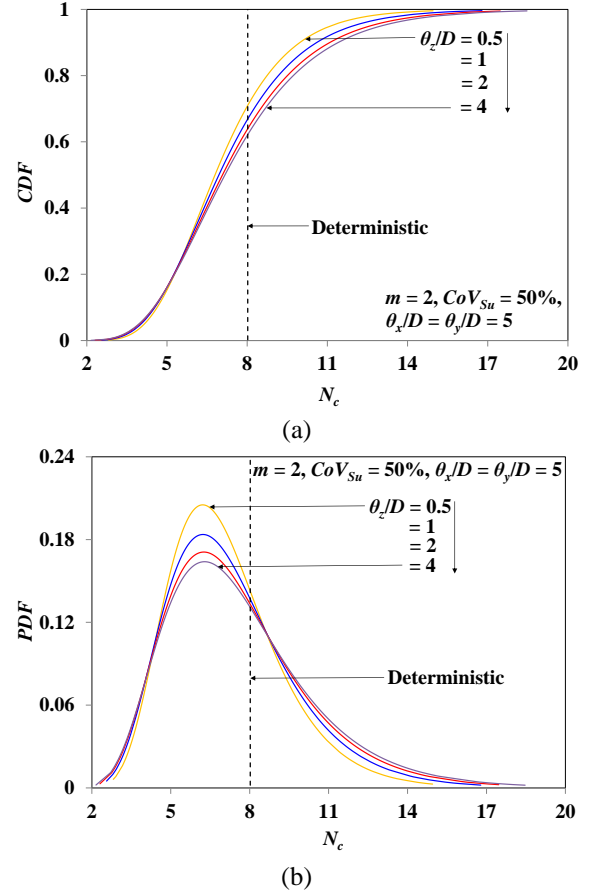 1
0.8
0.6
0.4
0.2
0
CDF
θz/D = 0.5
= 1
= 2
= 4
Deterministic
m = 2, CoVSu = 50%,
θx/D = θy/D = 5
2 5 8 11 14 17 20
Nc
(a)
0.24
0.18
0.12
0.06
0
PDF
m = 2, CoVSu = 50%, θx/D = θy/D = 5
θz/D = 0.5
= 1
= 2
= 4
Deterministic
2 5 8 11 14 17 20
Nc
(b)